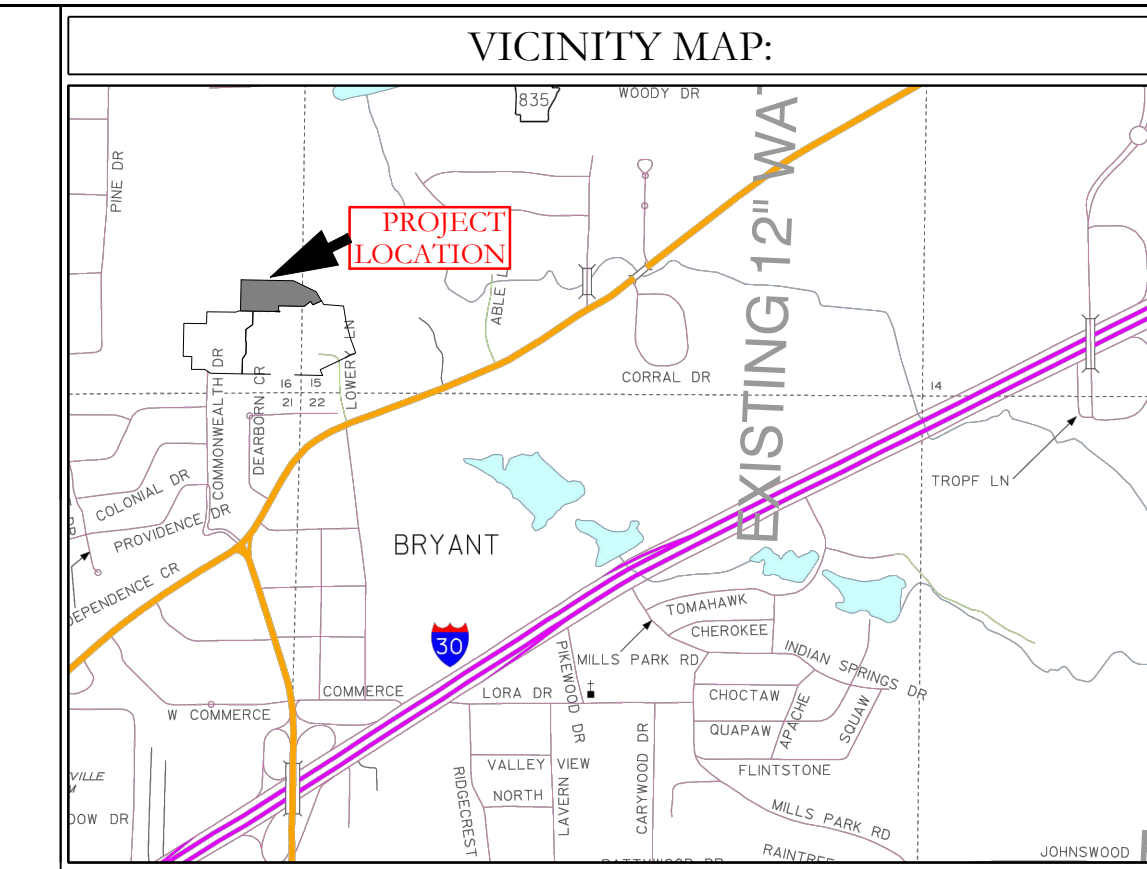 VICINITY MAP:
835
WOODY DR
PINE DR
PROJECT
LOCATION
ABLE L
EXISTING 12" WA
COMMONWEALTH DR
DEARBORN CR
LOWERY LN
16 15
21 22
CORRAL DR
14
TROPF LN
COLONIAL DR
PROVIDENCE DR
DEPENDENCE CR
BRYANT
30
TOMAHAWK
CHEROKEE
MILLS PARK RD
INDIAN SPRINGS DR
PIKEWOOD DR
COMMERCE
LORA DR
W COMMERCE
CHOCTAW
QUAPAW
APACHE
SQUAW
FLINTSTONE
VALLEY VIEW
NORTH
RIDGECREST
LAVERN
CARYWOOD DR
VILLE
M
DOW DR
MILLS PARK RD
RAINTREE
JOHNSWOOD